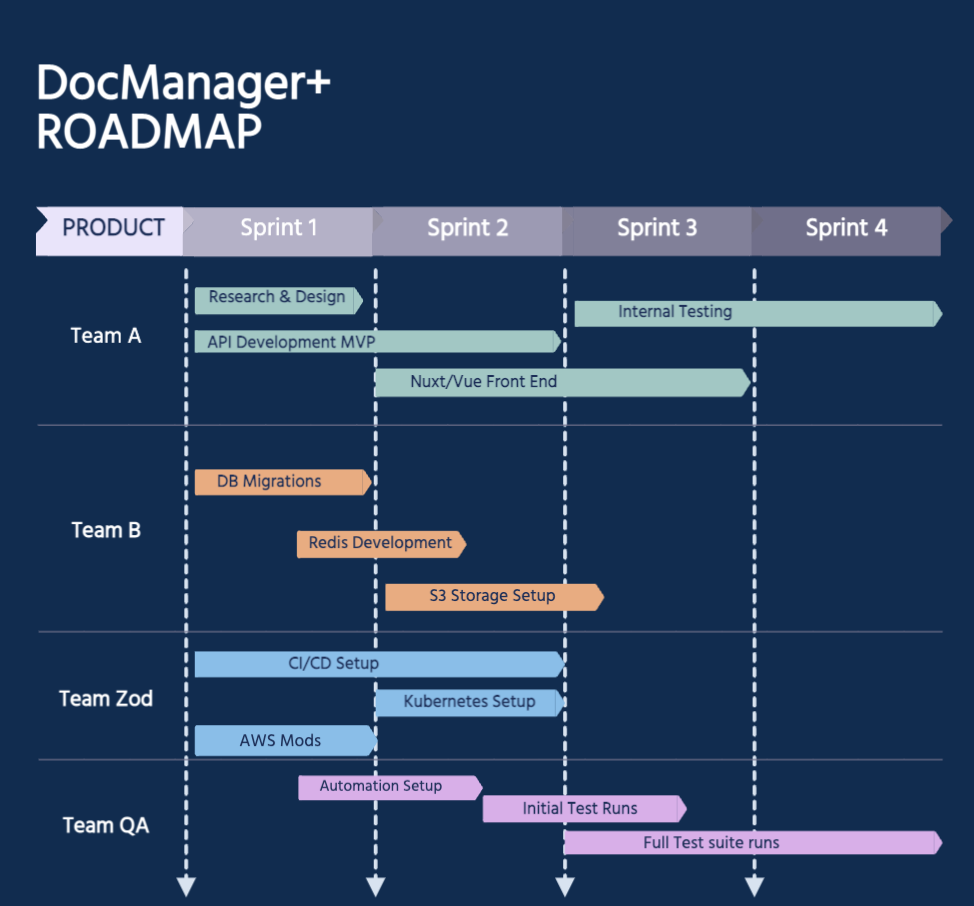 DocManager+
ROADMAP
PRODUCT
Sprint 1
Sprint 2
Sprint 3
Sprint 4
Team A
Research & Design
Internal Testing
API Development MVP
Nuxt/Vue Front End
Team B
DB Migrations
Redis Development
S3 Storage Setup
Team Zod
CI/CD Setup
Kubernetes Setup
AWS Mods
Team QA
Automation Setup
Initial Test Runs
Full Test suite runs